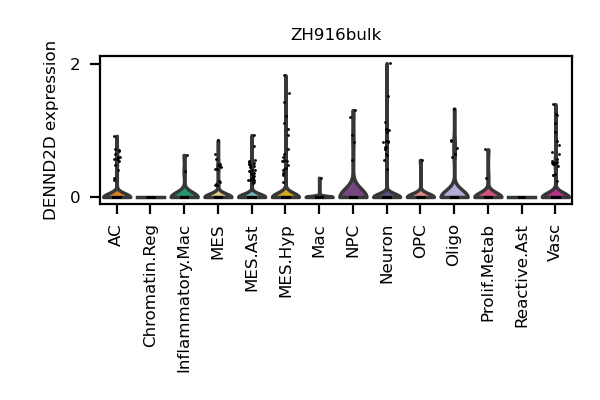 ZH916bulk
DENND2D expression
2
0
AC
Chromatin.Reg
Inflammatory.Mac
MES
MES.Ast
MES.Hyp
Mac
NPC
Neuron
OPC
Oligo
Prolif.Metab
Reactive.Ast
Vasc